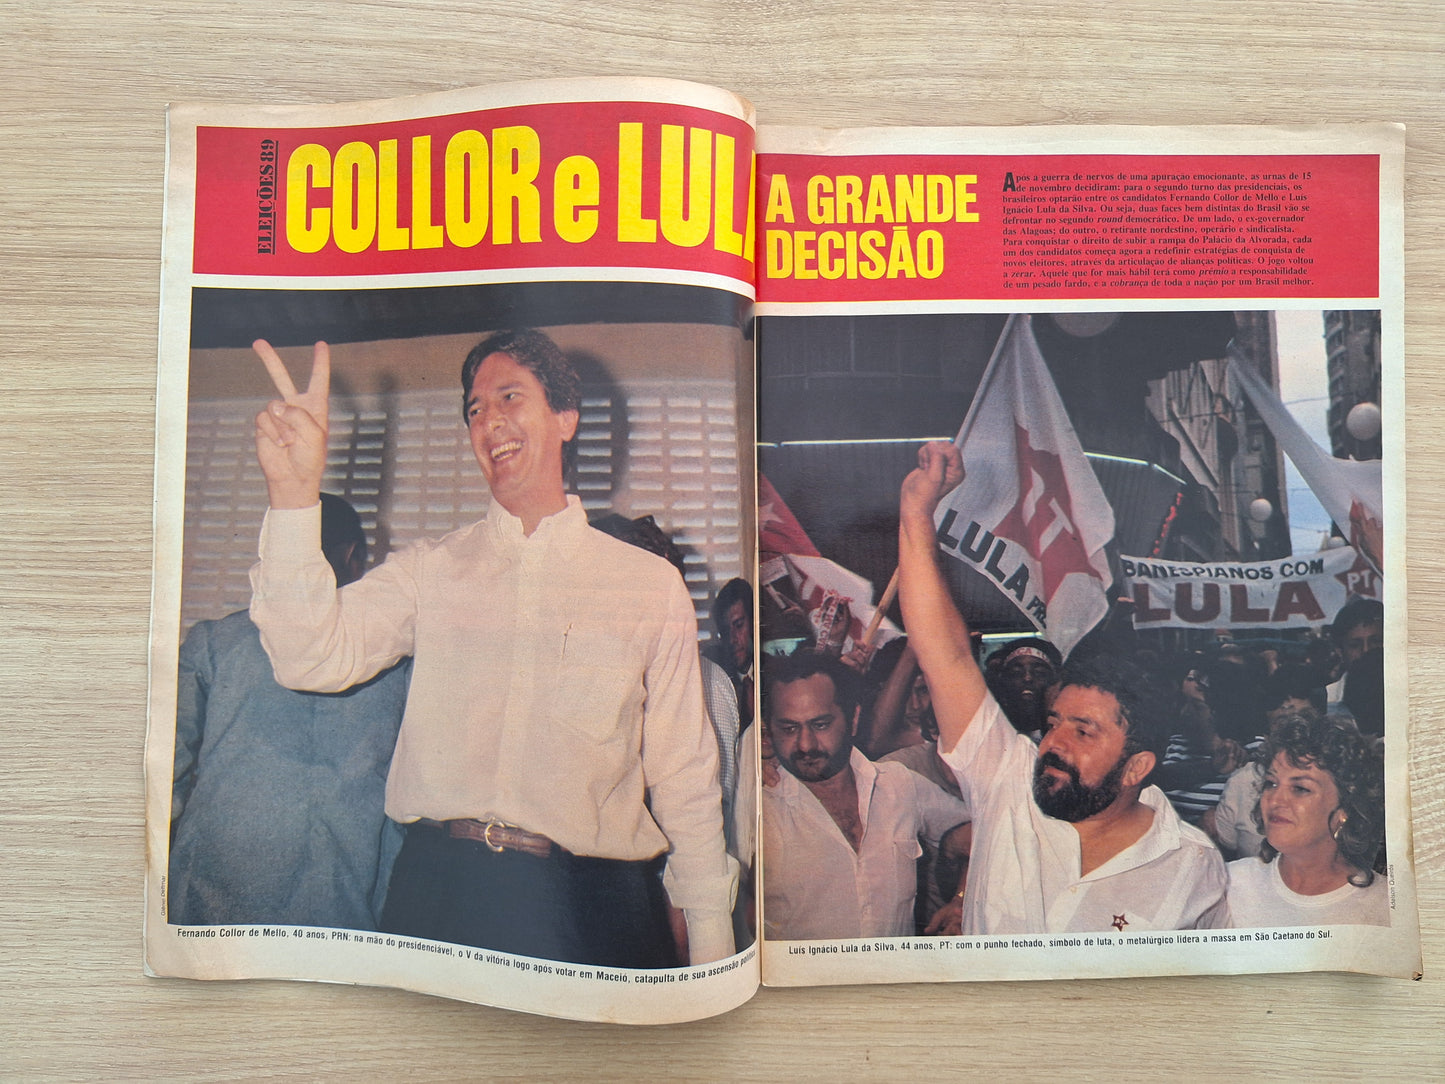 ELEIÇÕES 89
COLLOR e LULA
A GRANDE
DECISÃO
Após a guerra de nervos de uma apuração emocionante, as urnas de 15
de novembro decidiram: para o segundo turno das presidenciais, os
brasileiros optarão entre os candidatos Fernando Collor de Mello e Luís
Ignácio Lula da Silva. Ou seja, duas faces bem distintas do Brasil vão se
defrontar no segundo round democrático. De um lado, o ex-governador
das Alagoas; do outro, o retirante nordestino, operário e sindicalista.
Para conquistar o direito de subir a rampa do Palácio da Alvorada, cada
um dos candidatos começa agora a redefinir estratégias de conquista de
novos eleitores, através da articulação de alianças políticas. O jogo voltou
a zerar. Aquele que for mais hábil terá como prêmio a responsabilidade
de um pesado fardo, e a cobrança de toda a nação por um Brasil melhor.
PT
LULA PRE
BANESPIANOS COM
LULA
PT
Gilmer Dettmar
Fernando Collor de Mello, 40 anos, PRN: na mão do presidenciável, o V da vitória logo após votar em Maceió, catapulta de sua ascensão política
Luís Ignácio Lula da Silva, 44 anos, PT: com o punho fechado, símbolo de luta, o metalúrgico lidera a massa em São Caetano do Sul.